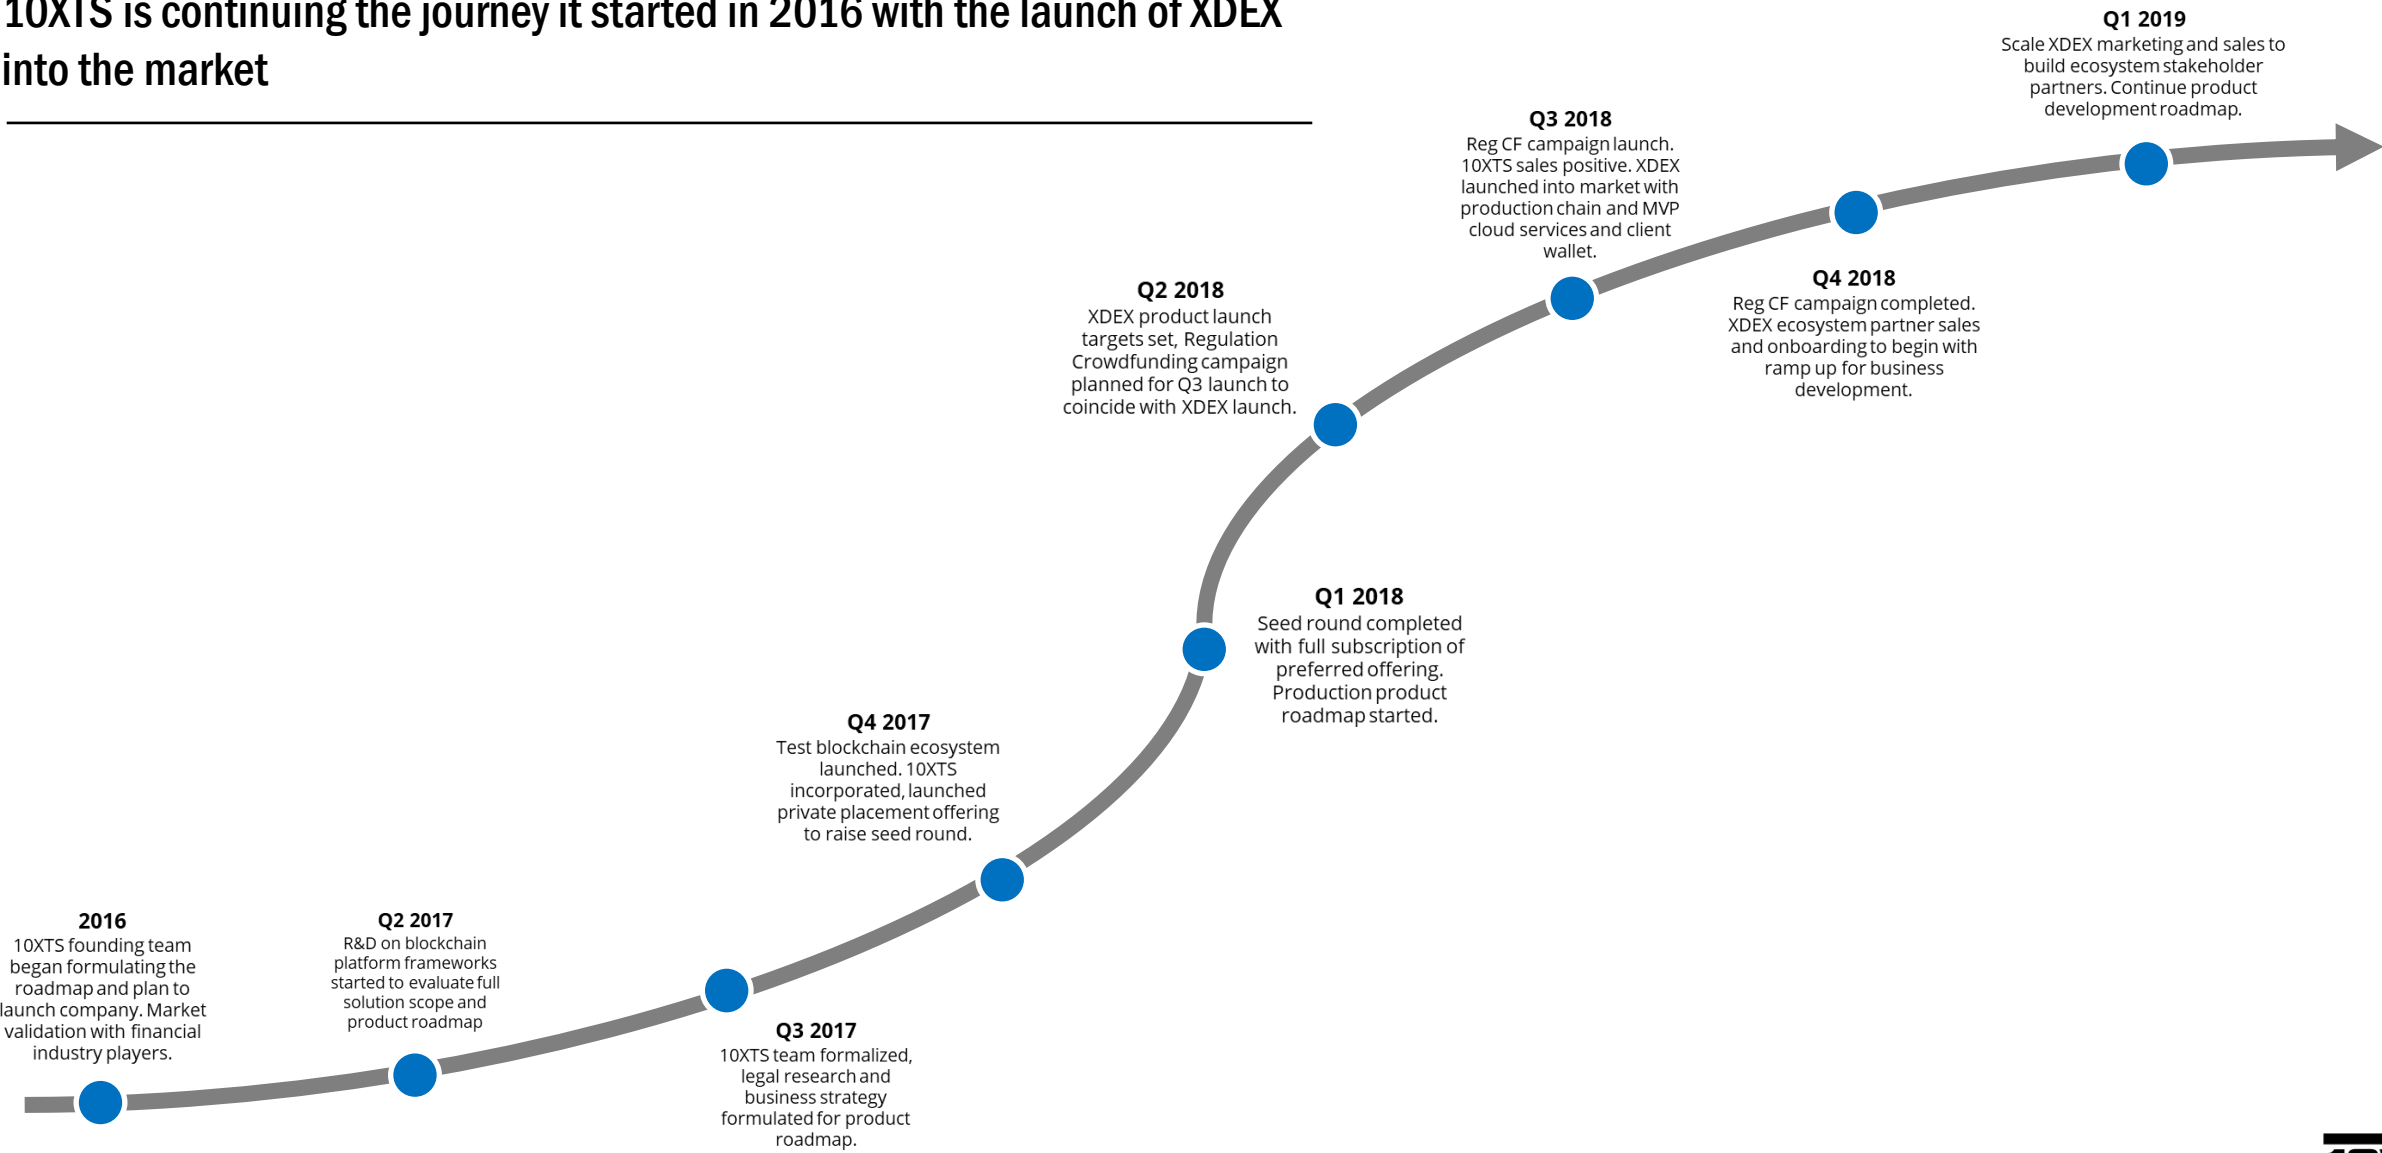 10XTS is continuing the journey it started in 2016 with the launch of XDEX
into the market
2016
10XTS founding team
began formulating the
roadmap and plan to
launch company. Market
validation with financial
industry players.
Q2 2017
R&D on blockchain
platform frameworks
started to evaluate full
solution scope and
product roadmap
Q3 2017
10XTS team formalized,
legal research and
business strategy
formulated for product
roadmap.
Q4 2017
Test blockchain ecosystem
launched. 10XTS
incorporated, launched
private placement offering
to raise seed round.
Q1 2018
Seed round completed
with full subscription of
preferred offering.
Production product
roadmap started.
Q2 2018
XDEX product launch
targets set, Regulation
Crowdfunding campaign
planned for Q3 launch to
coincide with XDEX launch.
Q3 2018
Reg CF campaign launch.
10XTS sales positive. XDEX
launched into market with
production chain and MVP
cloud services and client
wallet.
Q4 2018
Reg CF campaign completed.
XDEX ecosystem partner sales
and onboarding to begin with
ramp up for business
development.
Q1 2019
Scale XDEX marketing and sales to
build ecosystem stakeholder
partners. Continue product
development roadmap.